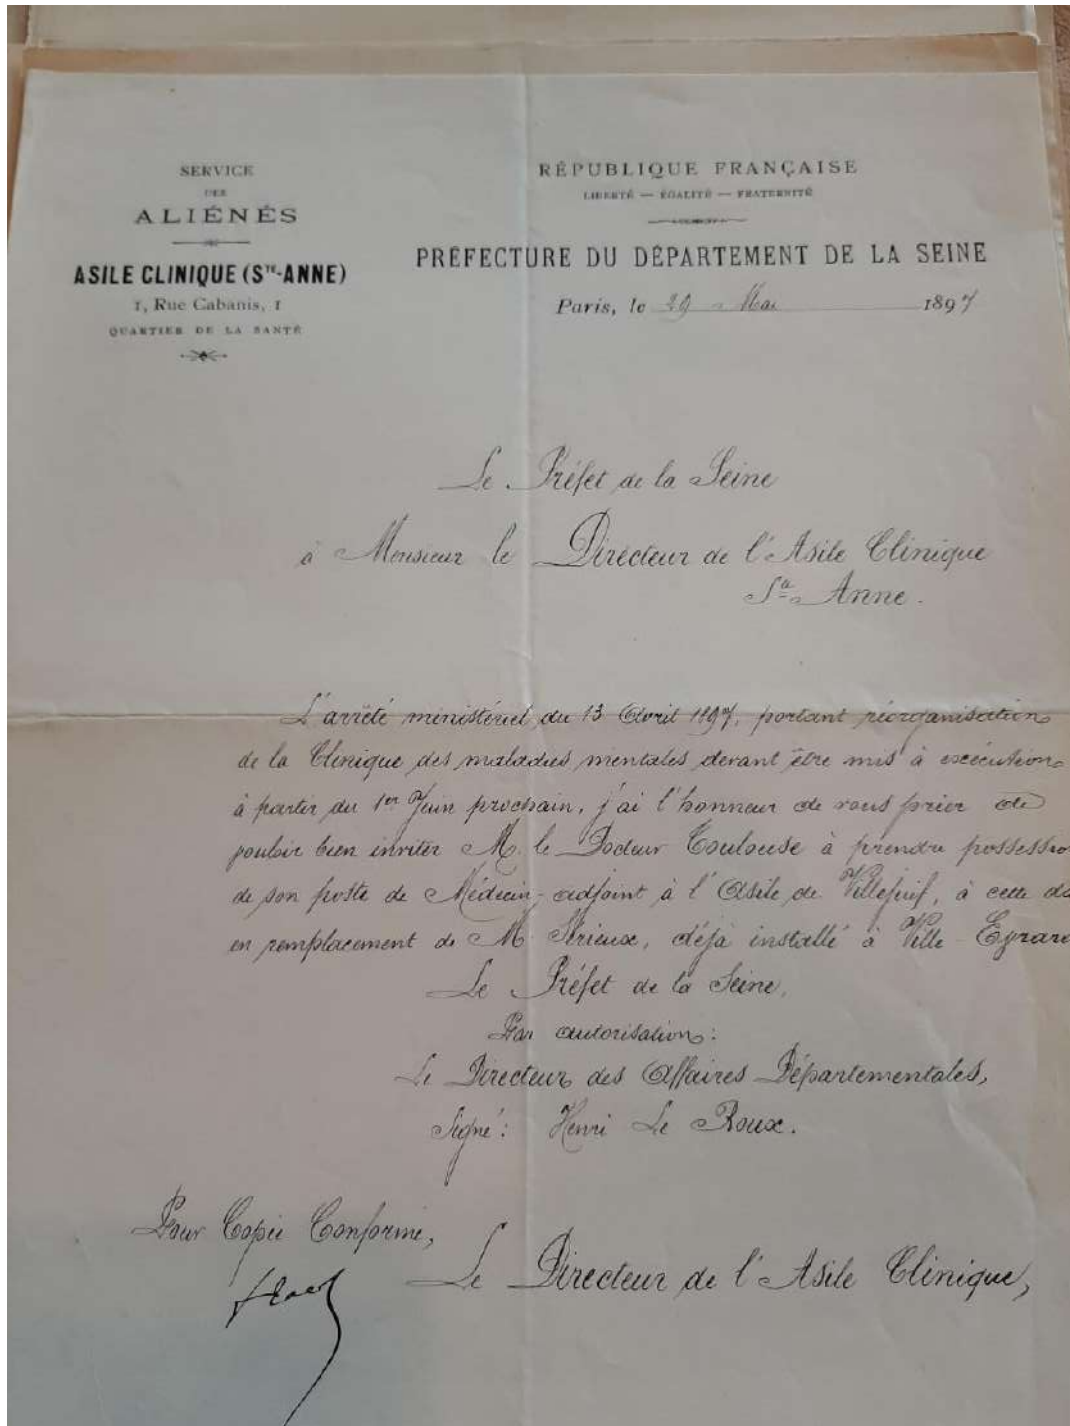 SERVICE
DES
ALIÉNÉS
ASILE CLINIQUE (STE-ANNE)
1, Rue Cabanis, 1
QUARTIER DE LA SANTÉ
RÉPUBLIQUE FRANÇAISE
LIBERTÉ — ÉGALITÉ — FRATERNITÉ
PRÉFECTURE DU DÉPARTEMENT DE LA SEINE
Paris, le 29 Mai 1897
Le Préfet de la Seine
à Monsieur le Directeur de l'Asile Clinique
Ste Anne.
L'arrêté ministériel du 13 Avril 1897, portant réorganisation
de la Clinique des maladies mentales devant être mis à exécution
à partir du 1er Juin prochain, j'ai l'honneur de vous prier de
vouloir bien inviter M. le Docteur Toulouse à prendre possessio
de son poste de Médecin-adjoint à l'Asile de Villejuif, à cette da
en remplacement de M. Sérieux, déjà installé à Ville-Evrard
Le Préfet de la Seine,
Par autorisation:
Le Directeur des Affaires Départementales,
Signé: Henri Le Roux.
Pour Copie Conforme,
Le Directeur de l'Asile Clinique,